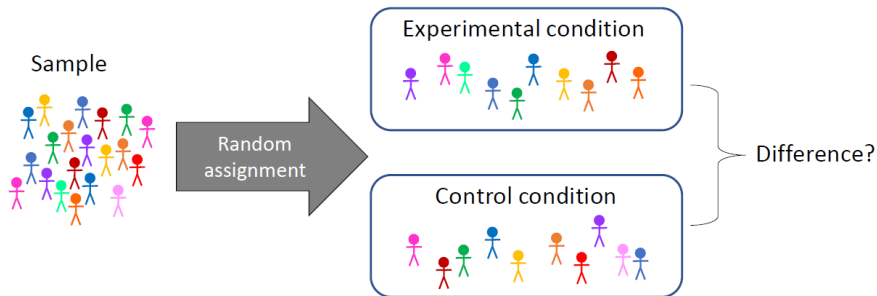 Sample
Random
assignment
Experimental condition
Control condition
Difference?